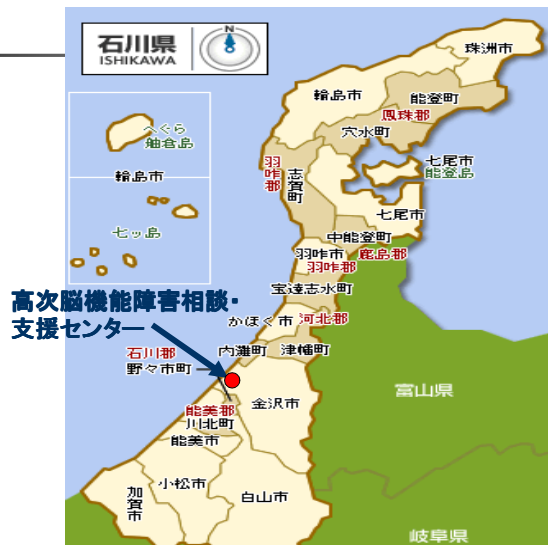 石川県
ISHIKAWA
N
珠洲市
輪島市
能登町
鳳珠郡
穴水町
へぐら
舳倉島
輪島市
七ッ島
羽咋郡
志賀町
七尾市
能登島
七尾市
中能登町
鹿島郡
羽咋市
羽咋郡
宝達志水町
高次脳機能障害相談・
支援センター
かほく市
河北郡
石川郡
野々市町
内灘町
津幡町
富山県
金沢市
能美郡
川北町
能美市
小松市
加賀市
白山市
岐阜県